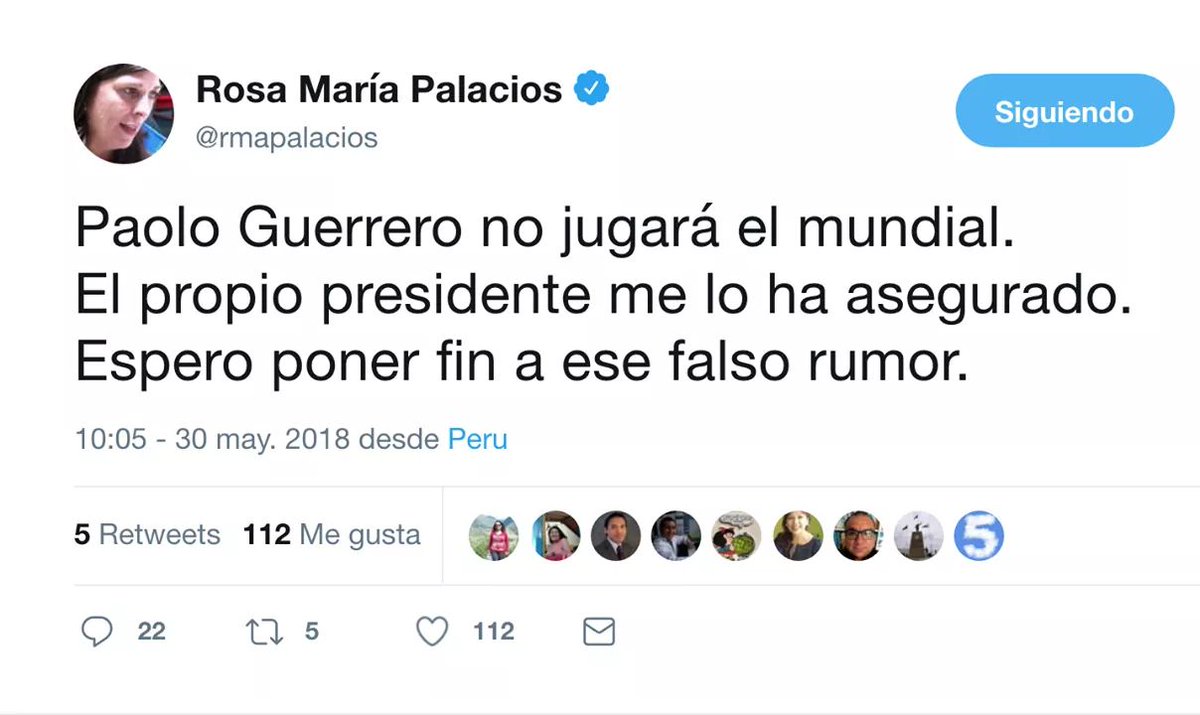 Rosa María Palacios
@rmapalacios
Siguiendo
Paolo Guerrero no jugará el mundial.
El propio presidente me lo ha asegurado.
Espero poner fin a ese falso rumor.
10:05 - 30 may. 2018 desde Peru
5 Retweets 112 Me gusta
5
22 5 112